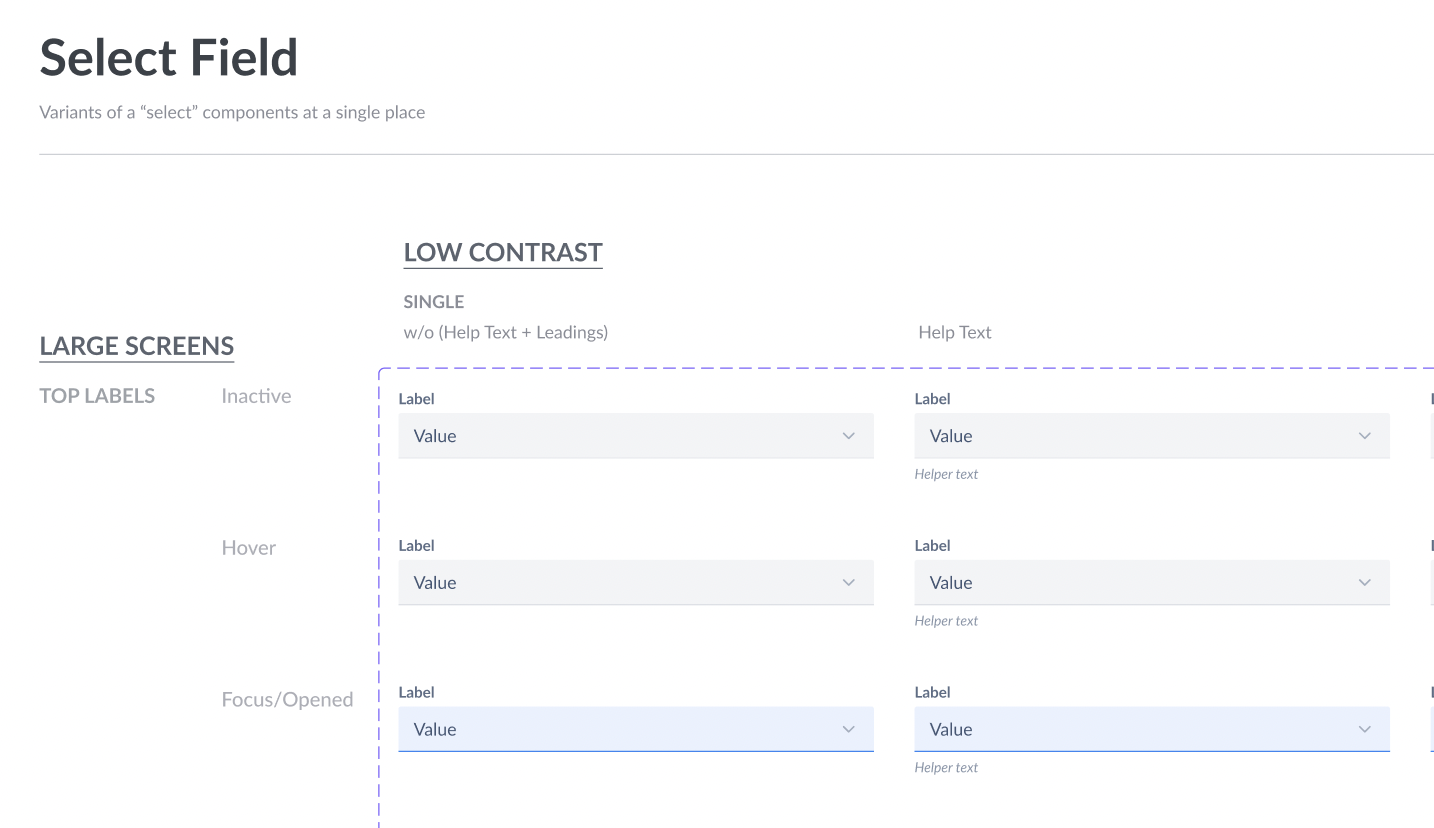 Select Field
Variants of a “select” components at a single place
LOW CONTRAST
SINGLE
w/o (Help Text + Leadings)
Help Text
LARGE SCREENS
TOP LABELS
Inactive
Label
Label
Value
Value
Helper text
Hover
Label
Label
Value
Value
Helper text
Focus/Opened
Label
Label
Value
Value
Helper text